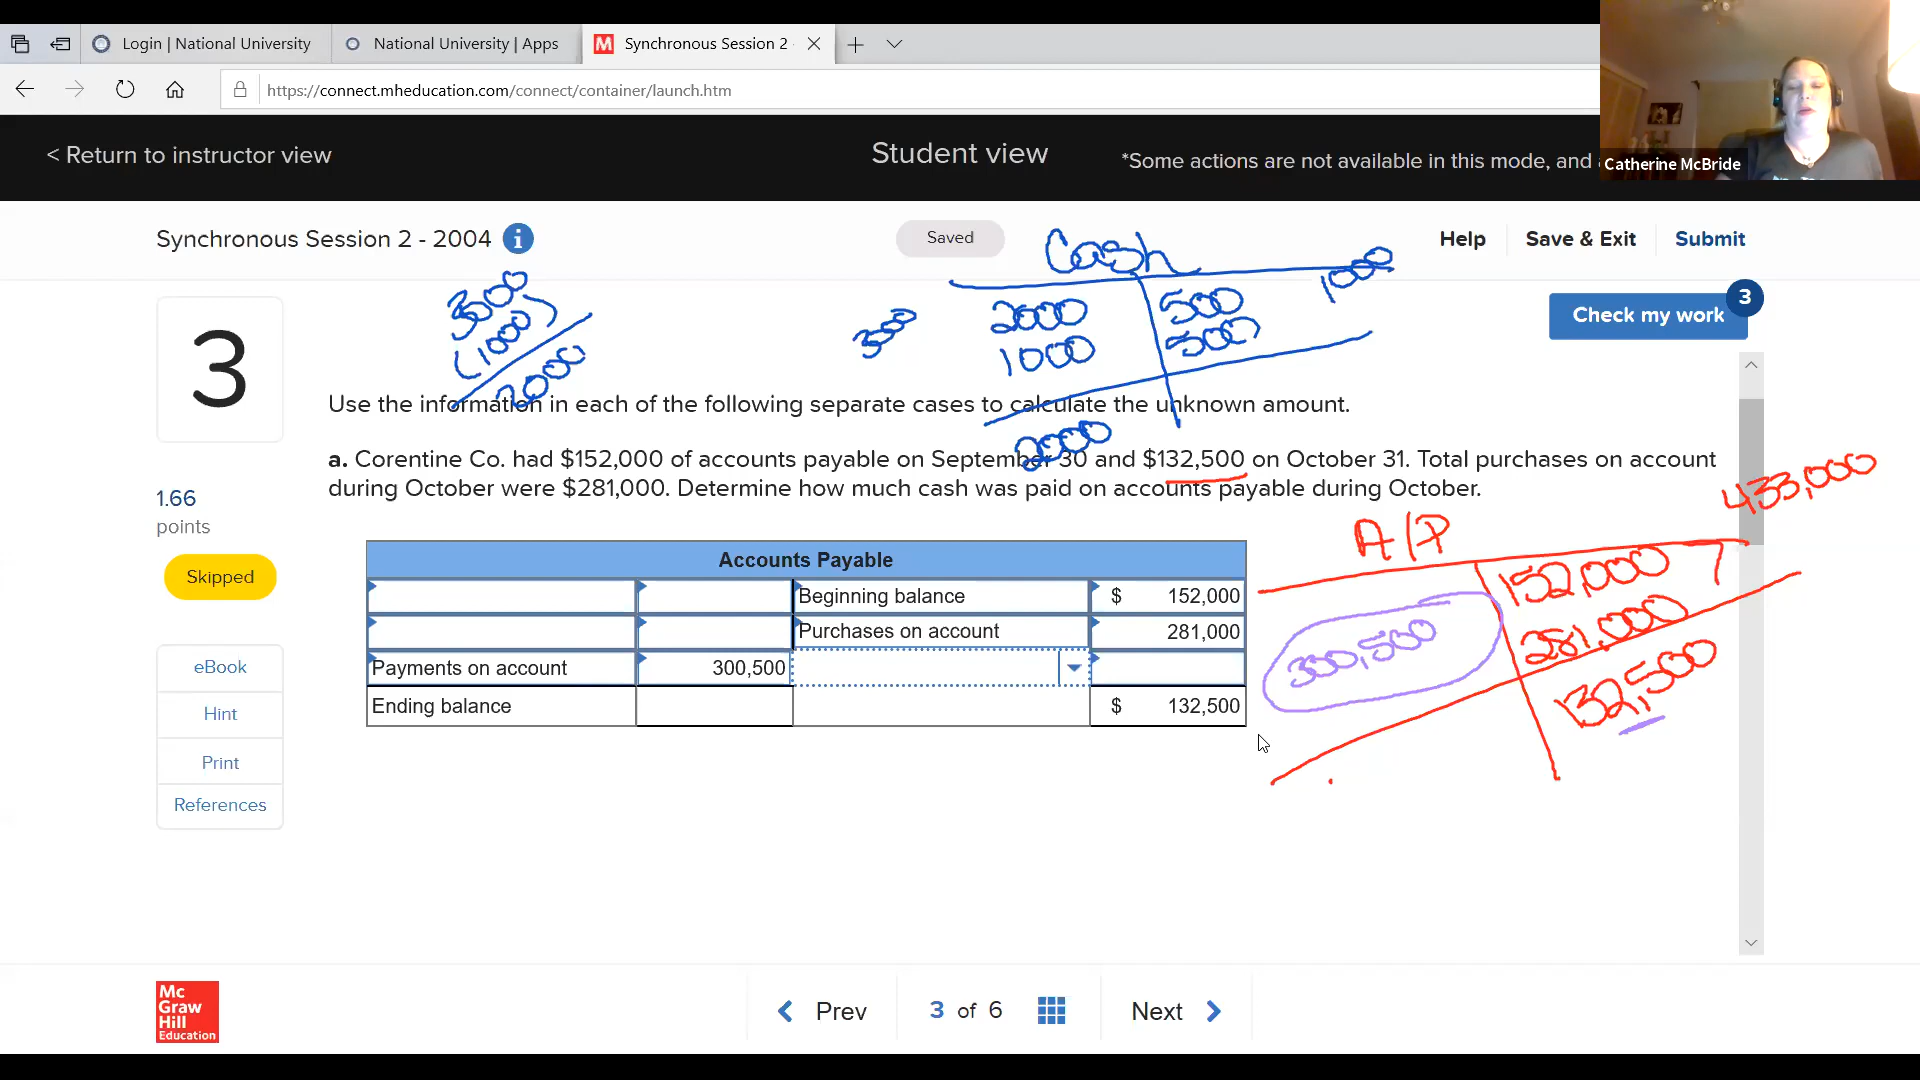 Login | National University
National University | Apps
M Synchronous Session 2
https://connect.mheducation.com/connect/container/launch.htm
Catherine McBride
< Return to instructor view
Student view
*Some actions are not available in this mode, and
Synchronous Session 2 - 2004 i
Saved
Help
Save & Exit
Submit
3
Check my work
3
Cash
3000
(1000)
2000
3000
2000
1000
500
500
1000
2000
Use the information in each of the following separate cases to calculate the unknown amount.
a. Corentine Co. had $152,000 of accounts payable on September 30 and $132,500 on October 31. Total purchases on account
during October were $281,000. Determine how much cash was paid on accounts payable during October.
1.66
points
Skipped
eBook
Hint
Print
References
Accounts Payable
Beginning balance $ 152,000
Purchases on account 281,000
Payments on account 300,500
Ending balance $ 132,500
433,000
A/P
152,000
281,000
300,500
132,500
Mc
Graw
Hill
Education
Prev
3 of 6
Next